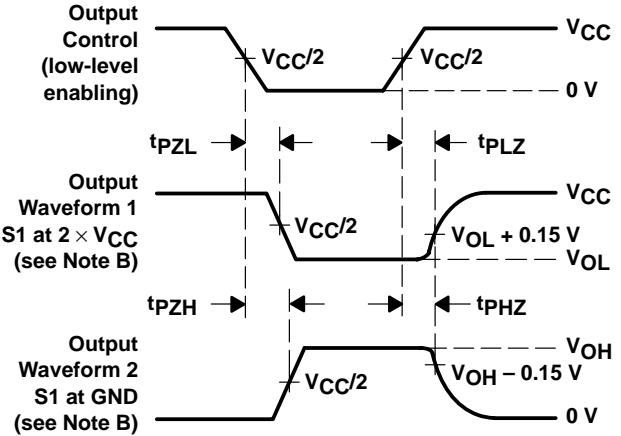 Output
Control
(low-level
enabling)
VCC/2
VCC/2
VCC
0 V
tPZL
tPLZ
Output
Waveform 1
S1 at 2 × VCC
(see Note B)
VCC/2
VCC
VOL + 0.15 V
VOL
tPZH
tPHZ
Output
Waveform 2
S1 at GND
(see Note B)
VCC/2
VOH
VOH – 0.15 V
0 V